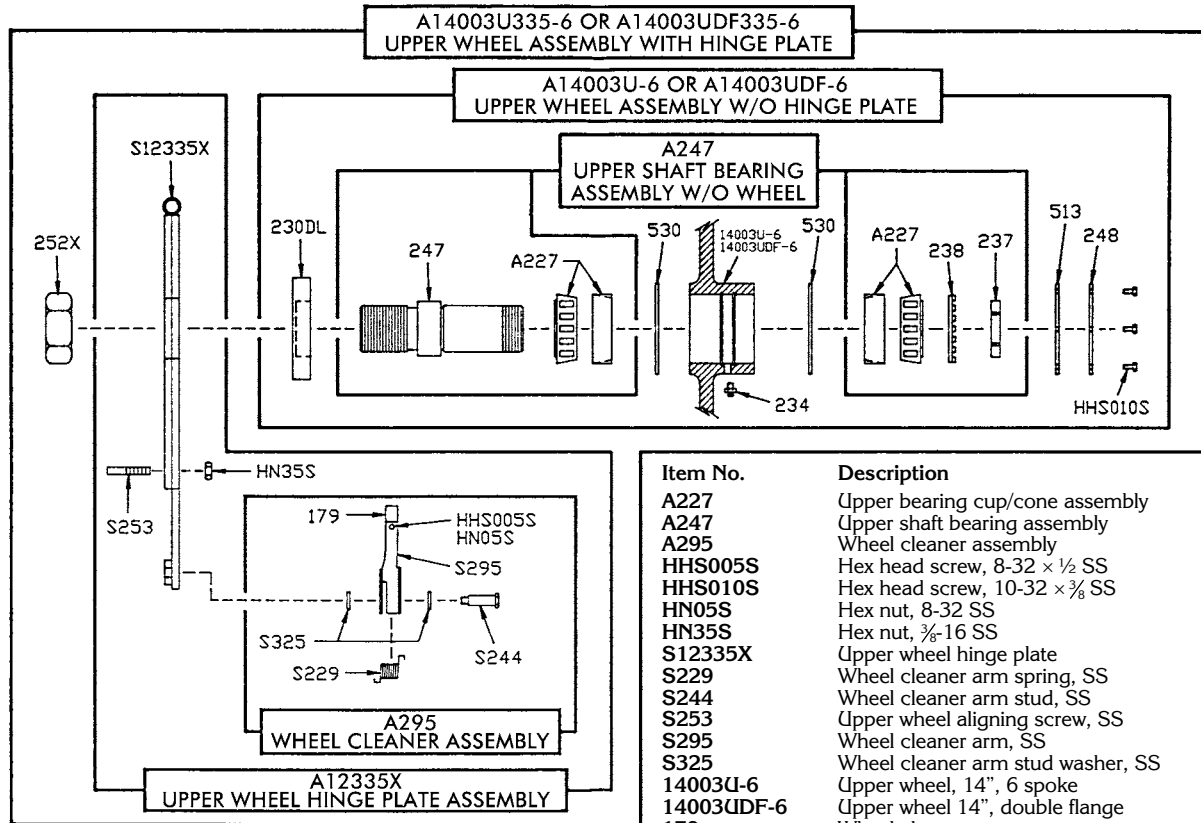 A14003U335-6 OR A14003UDF335-6
UPPER WHEEL ASSEMBLY WITH HINGE PLATE
A14003U-6 OR A14003UDF-6
UPPER WHEEL ASSEMBLY W/O HINGE PLATE
A247
UPPER SHAFT BEARING
ASSEMBLY W/O WHEEL
S12335X
252X
230DL
247
A227
530
14003U-6
14003UDF-6
530
A227
238
237
513
248
234
HHS010S
HN35S
S253
179
HHS005S
HN05S
S295
S325
S244
S229
A295
WHEEL CLEANER ASSEMBLY
A12335X
UPPER WHEEL HINGE PLATE ASSEMBLY
Item No. Description
A227 Upper bearing cup/cone assembly
A247 Upper shaft bearing assembly
A295 Wheel cleaner assembly
HHS005S Hex head screw, 8-32 × ½ SS
HHS010S Hex head screw, 10-32 × ⅜ SS
HN05S Hex nut, 8-32 SS
HN35S Hex nut, ⅜-16 SS
S12335X Upper wheel hinge plate
S229 Wheel cleaner arm spring, SS
S244 Wheel cleaner arm stud, SS
S253 Upper wheel aligning screw, SS
S295 Wheel cleaner arm, SS
S325 Wheel cleaner arm stud washer, SS
14003U-6 Upper wheel, 14”, 6 spoke
14003UDF-6 Upper wheel 14”, double flange